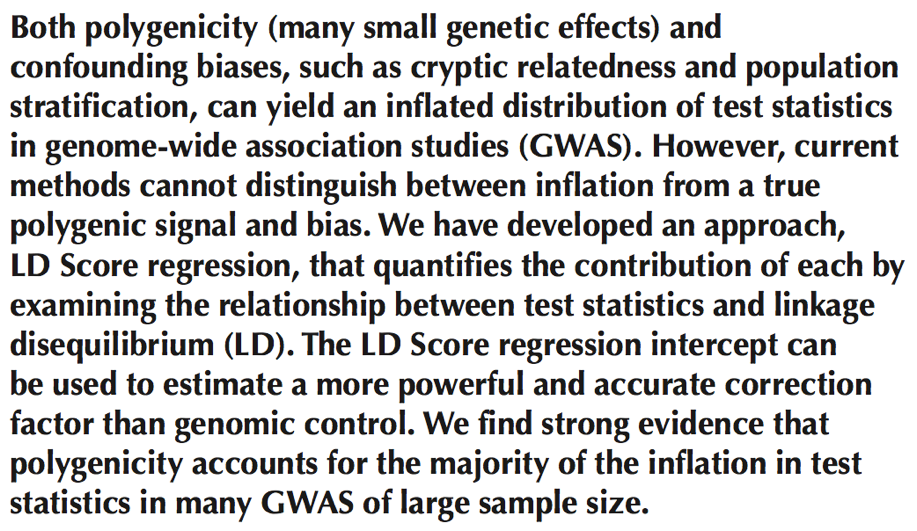 Both polygenicity (many small genetic effects) and
confounding biases, such as cryptic relatedness and population
stratification, can yield an inflated distribution of test statistics
in genome-wide association studies (GWAS). However, current
methods cannot distinguish between inflation from a true
polygenic signal and bias. We have developed an approach,
LD Score regression, that quantifies the contribution of each by
examining the relationship between test statistics and linkage
disequilibrium (LD). The LD Score regression intercept can
be used to estimate a more powerful and accurate correction
factor than genomic control. We find strong evidence that
polygenicity accounts for the majority of the inflation in test
statistics in many GWAS of large sample size.